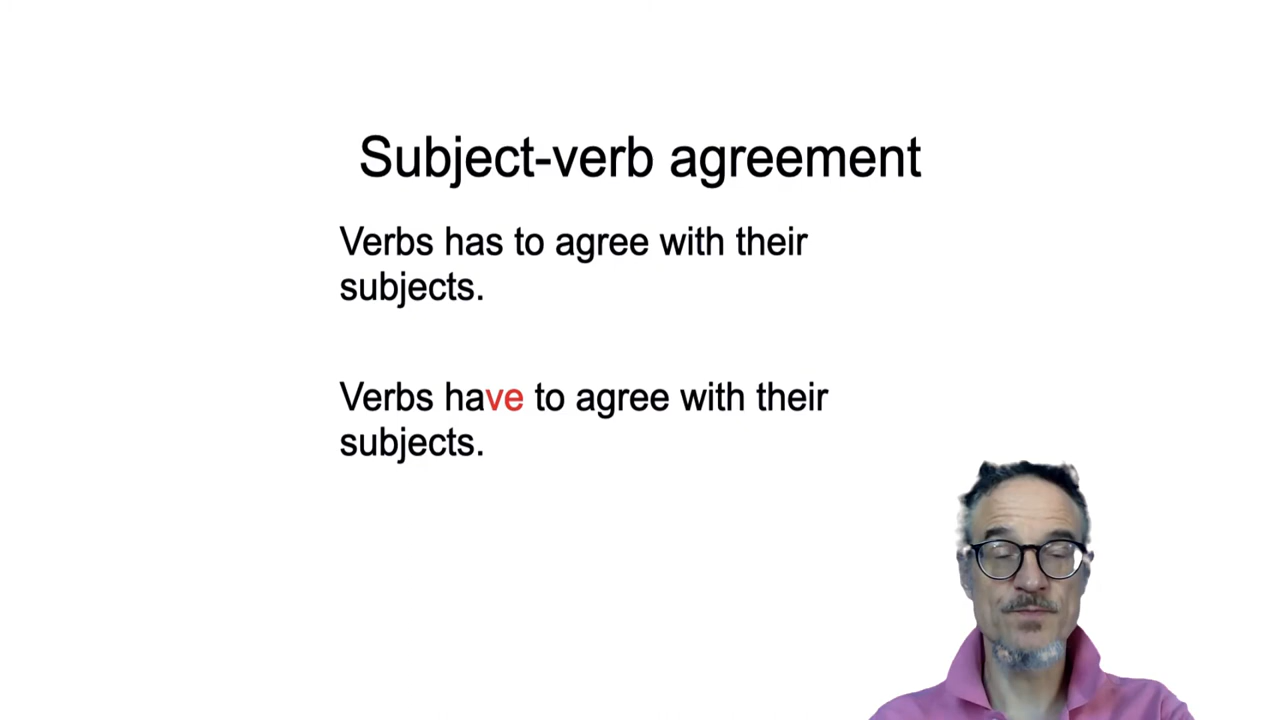 Subject-verb agreement
Verbs has to agree with their
subjects.
Verbs have to agree with their
subjects.